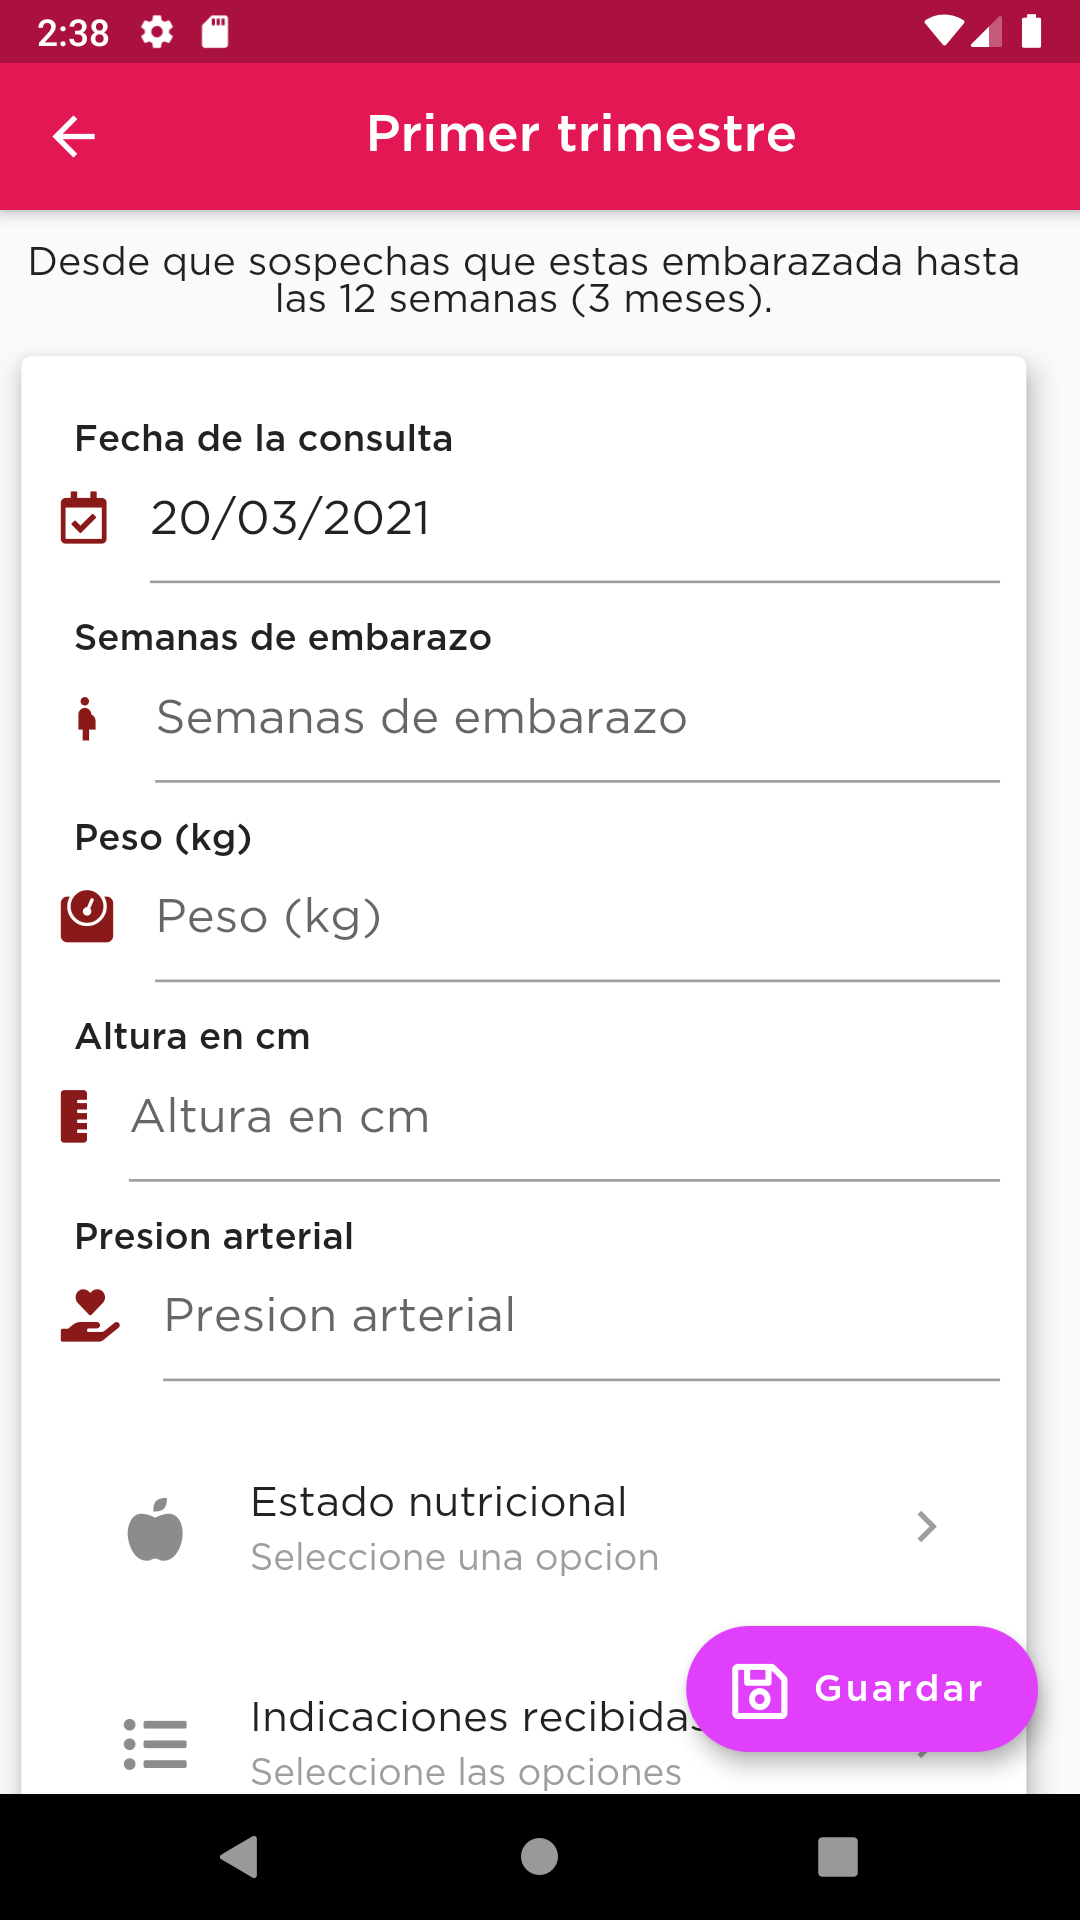 2:38
Primer trimestre
Desde que sospechas que estas embarazada hasta
las 12 semanas (3 meses).
Fecha de la consulta
20/03/2021
Semanas de embarazo
Semanas de embarazo
Peso (kg)
Peso (kg)
Altura en cm
Altura en cm
Presion arterial
Presion arterial
Estado nutricional
Seleccione una opcion
Guardar
Indicaciones recibidas
Seleccione las opciones